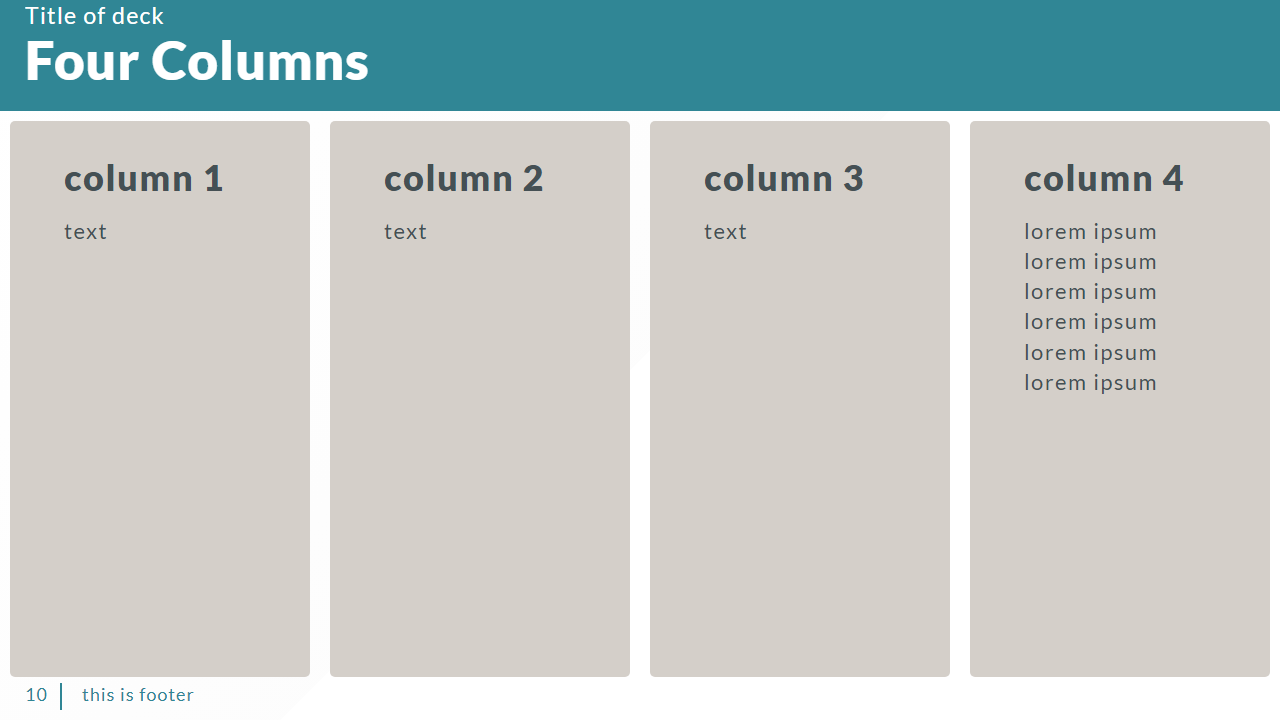 Title of deck
Four Columns
column 1
text
column 2
text
column 3
text
column 4
lorem ipsum
lorem ipsum
lorem ipsum
lorem ipsum
lorem ipsum
lorem ipsum
10
this is footer